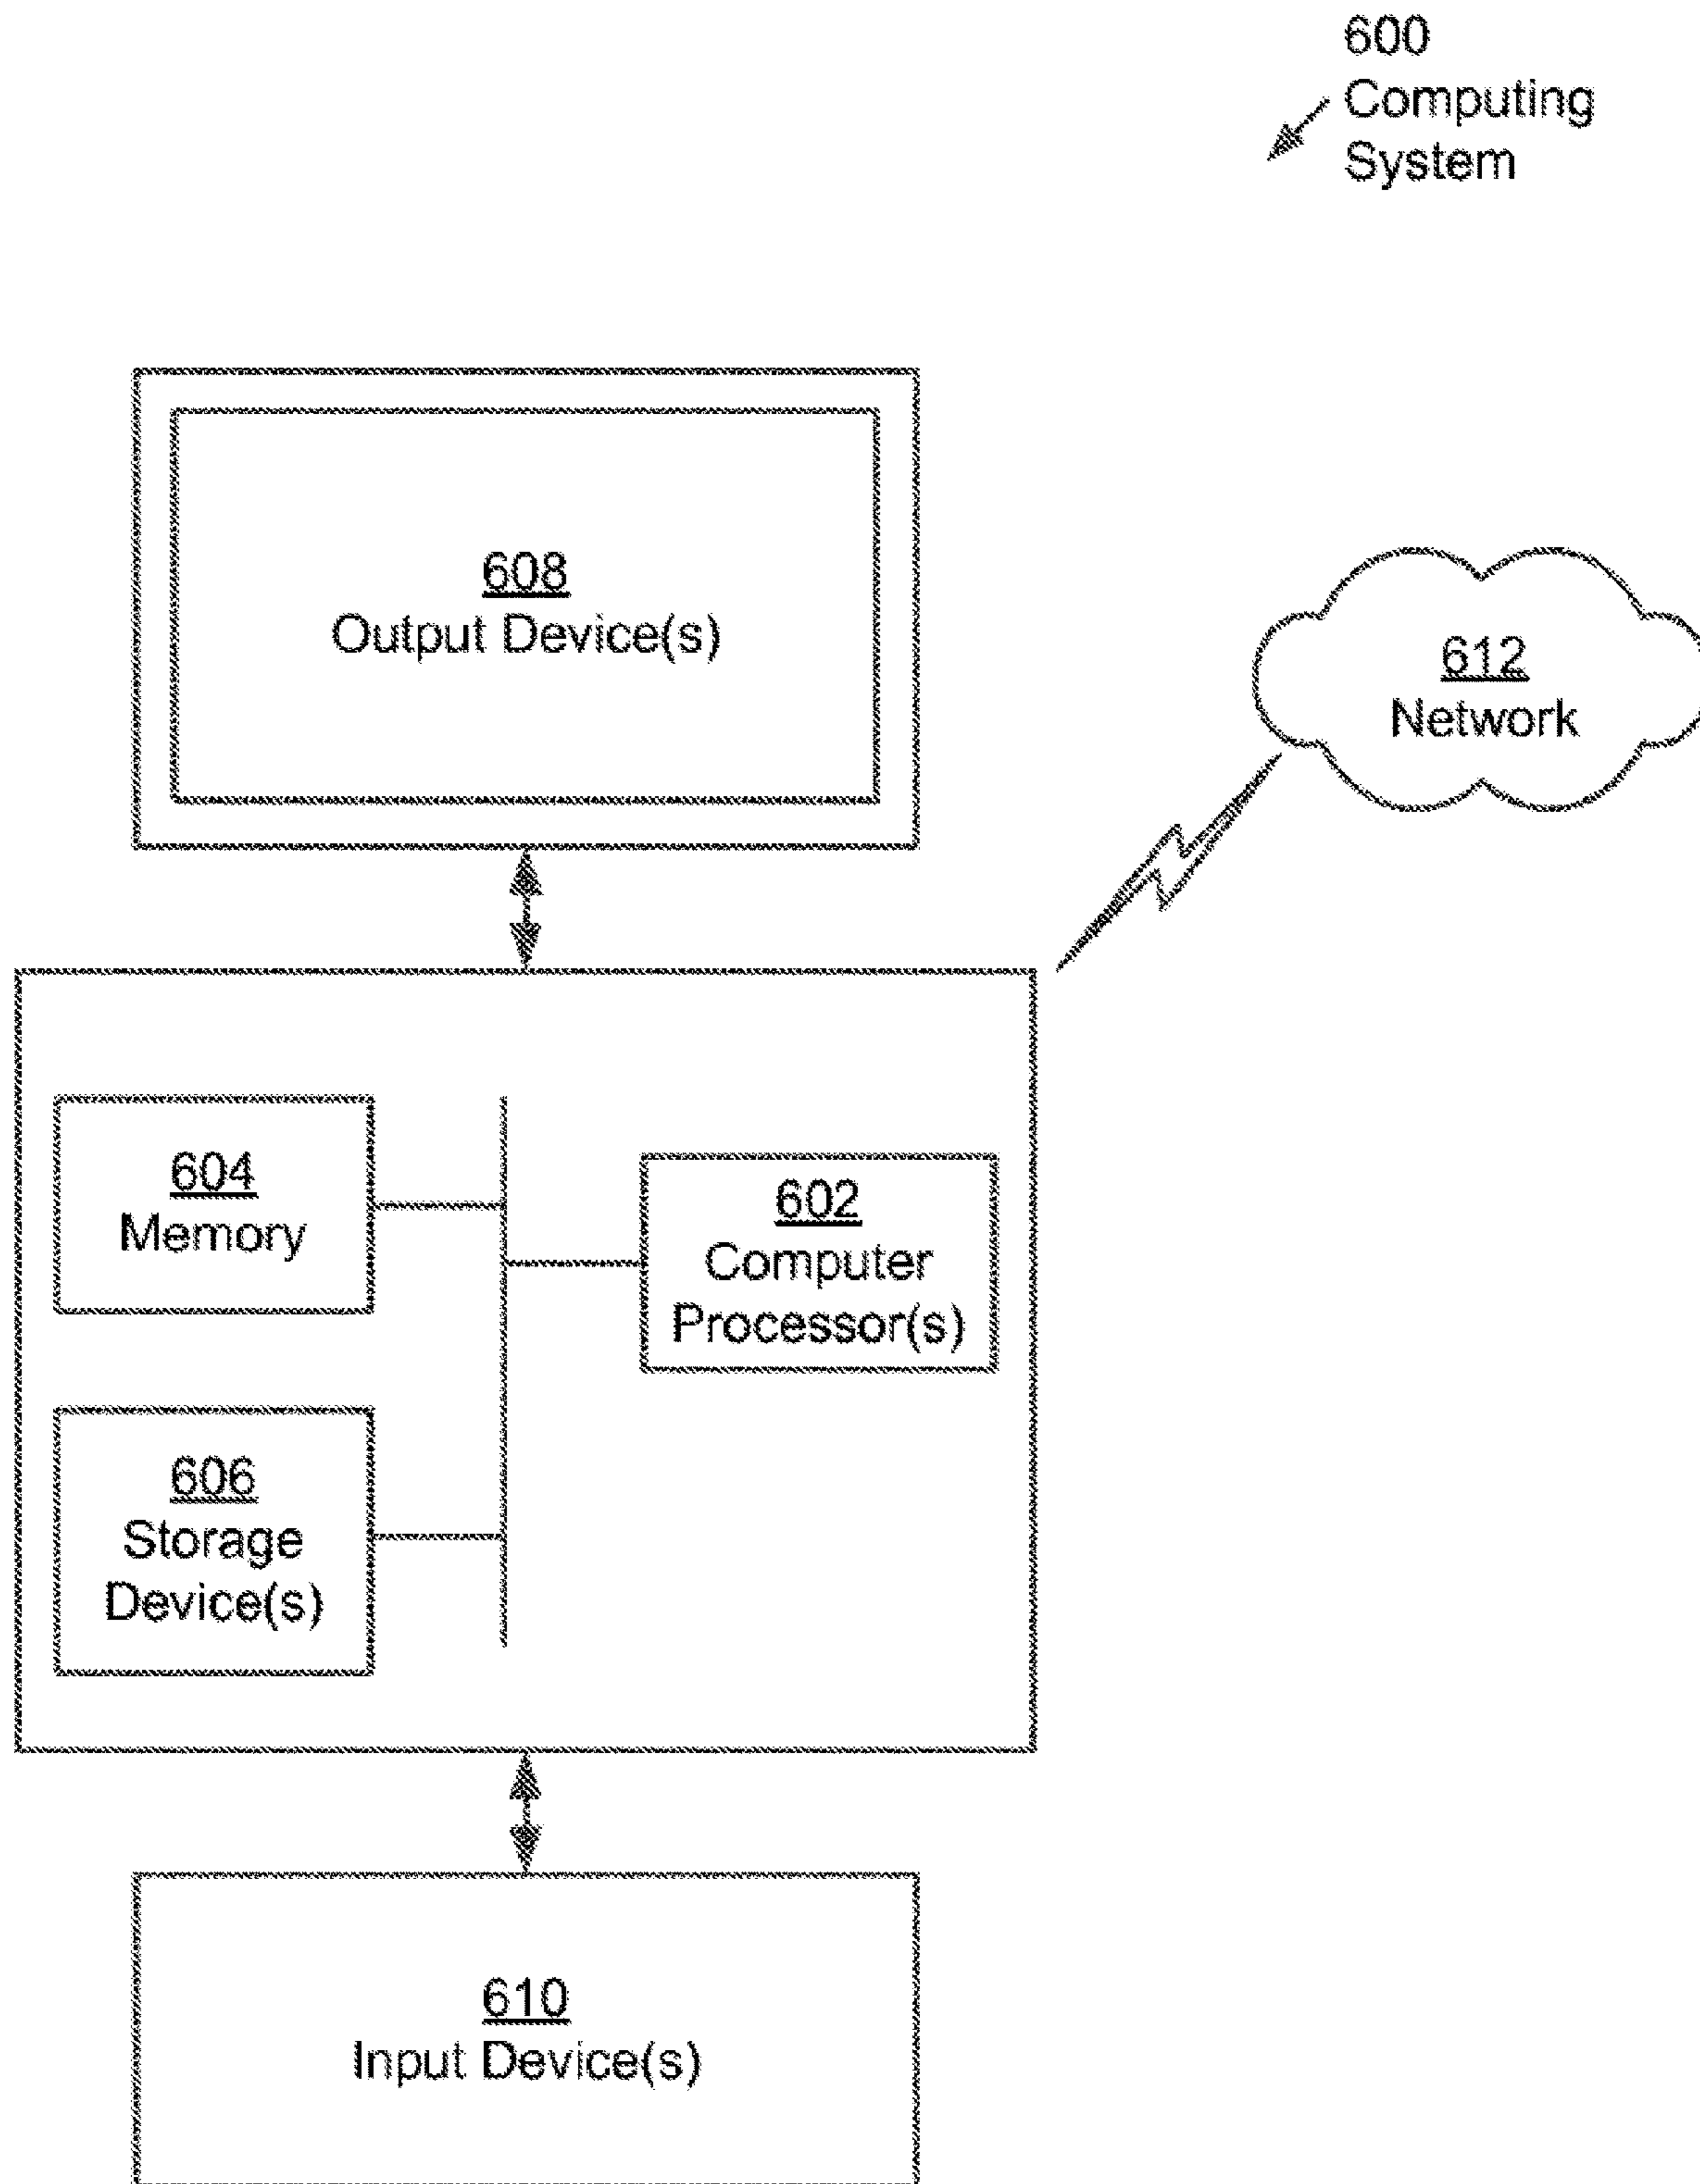 600
Computing
System
608
Output Device(s)
612
Network
604
Memory
602
Computer
Processor(s)
606
Storage
Device(s)
610
Input Device(s)